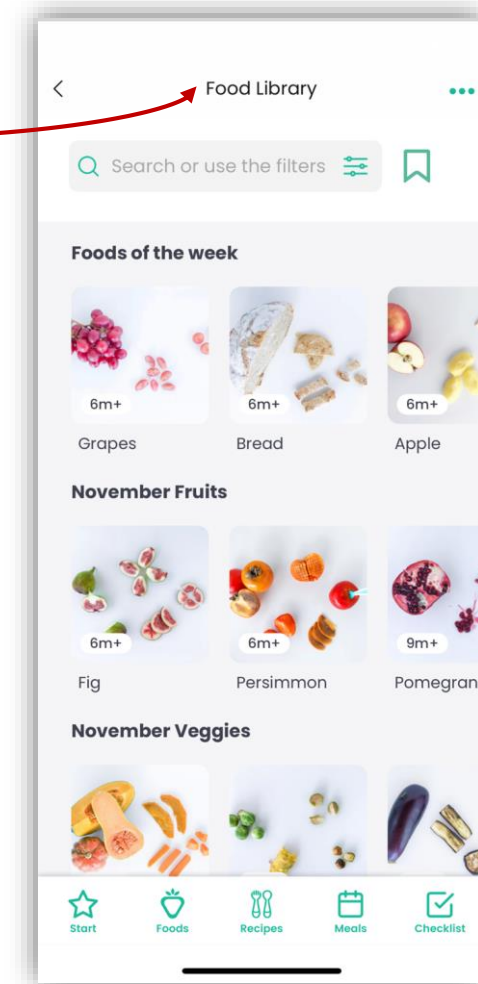 Food Library
Search or use the filters
Foods of the week
6m+ 6m+ 6m+
Grapes Bread Apple
November Fruits
6m+ 6m+ 9m+
Fig Persimmon Pomegran
November Veggies
Start Foods Recipes Meals Checklist